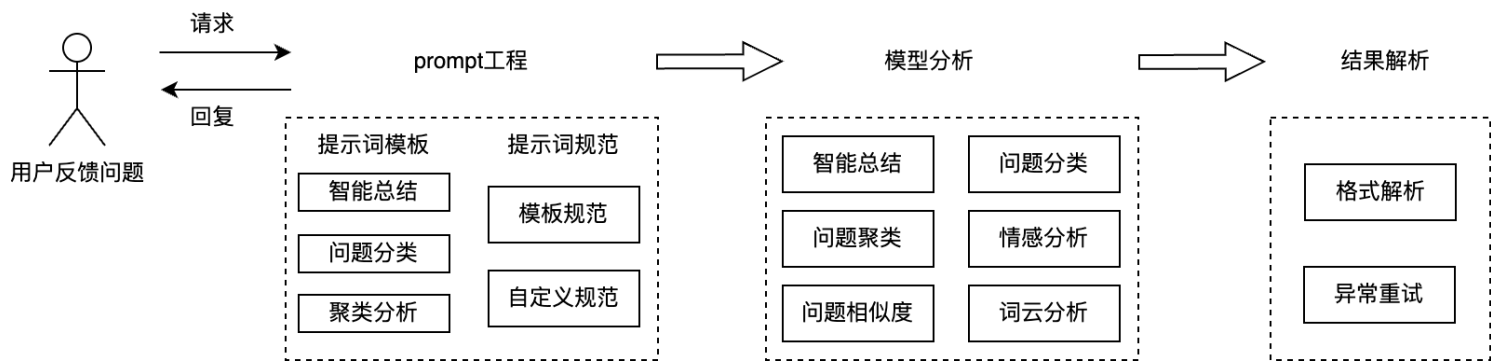 请求
回复
用户反馈问题
prompt工程
提示词模板
智能总结
问题分类
聚类分析
提示词规范
模板规范
自定义规范
模型分析
智能总结
问题分类
问题聚类
情感分析
问题相似度
词云分析
结果解析
格式解析
异常重试